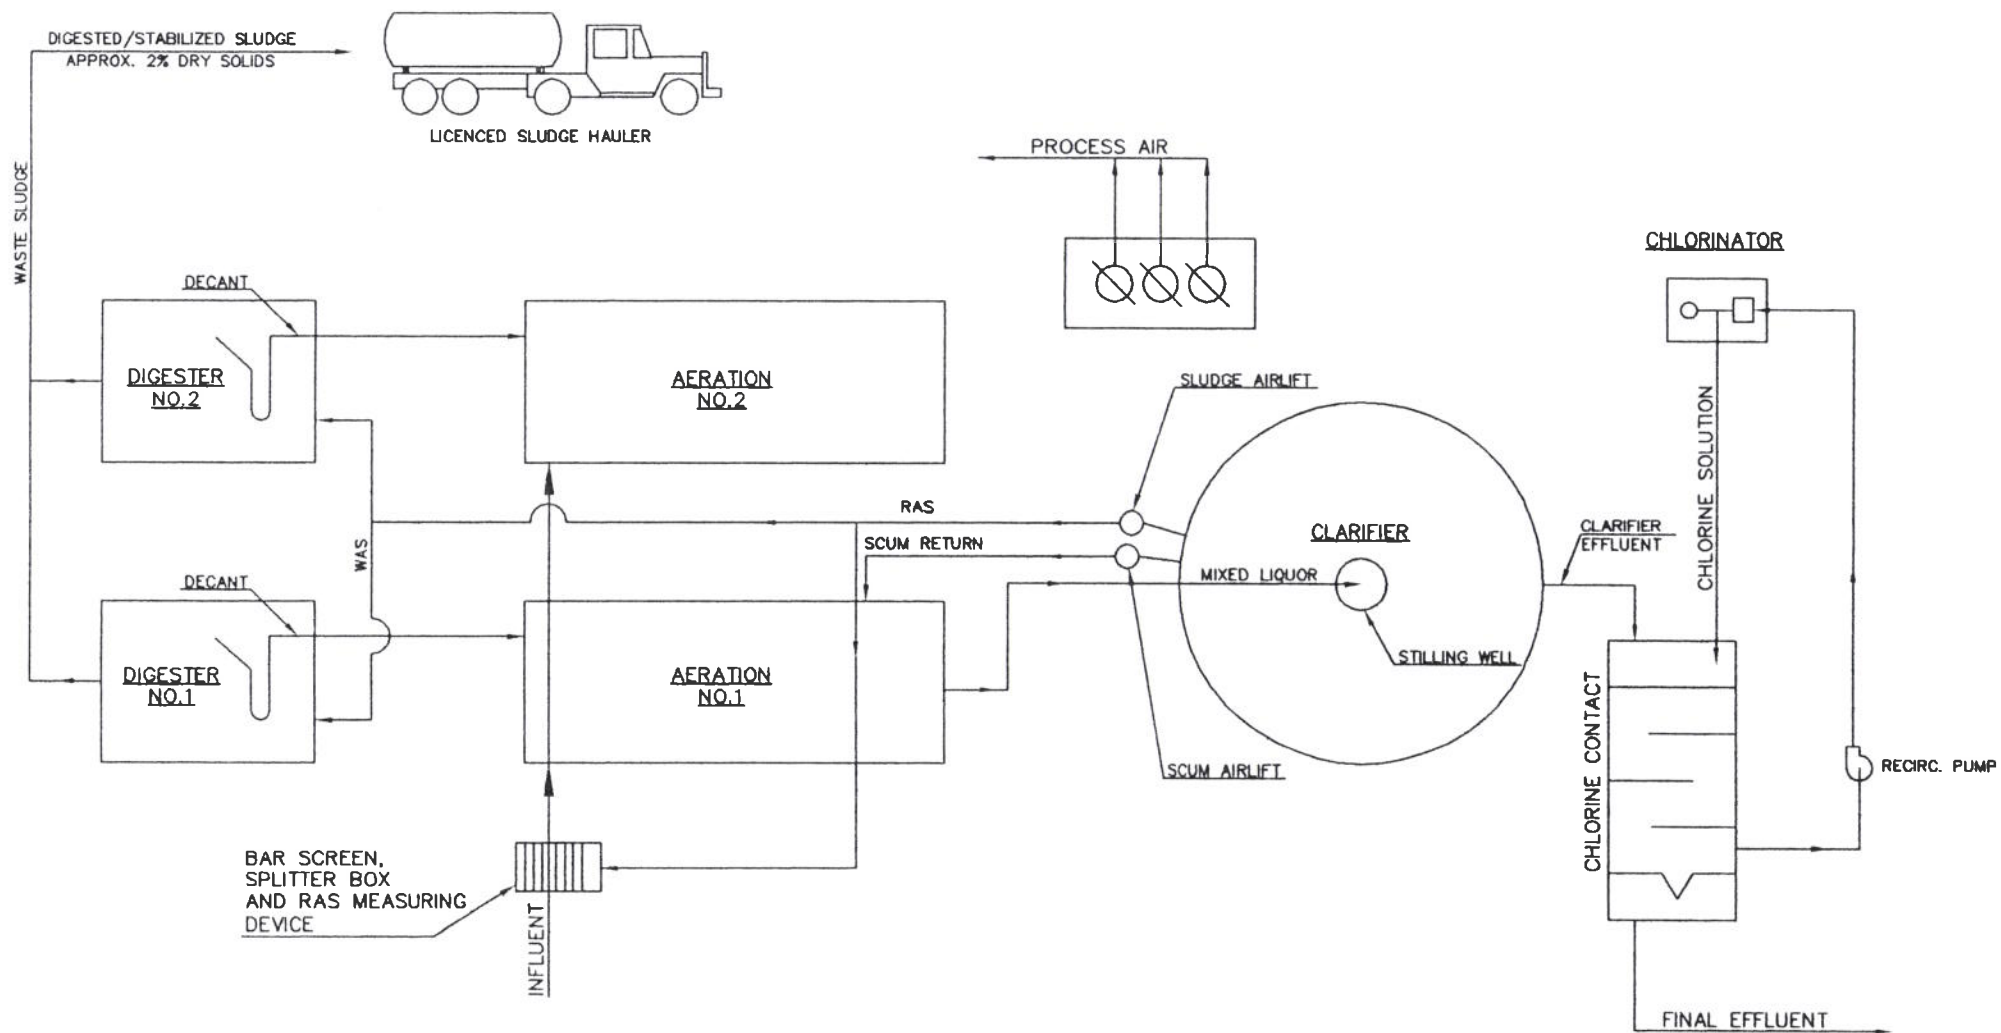 DIGESTED/STABILIZED SLUDGE
APPROX. 2% DRY SOLIDS
LICENCED SLUDGE HAULER
WASTE SLUDGE
PROCESS AIR
CHLORINATOR
DECANT
DIGESTER
NO.2
AERATION
NO.2
SLUDGE AIRLIFT
CHLORINE SOLUTION
RAS
SCUM RETURN
WAS
CLARIFIER
CLARIFIER
EFFLUENT
MIXED LIQUOR
DECANT
DIGESTER
NO.1
AERATION
NO.1
STILLING WELL
SCUM AIRLIFT
CHLORINE CONTACT
RECIRC. PUMP
BAR SCREEN,
SPLITTER BOX
AND RAS MEASURING
DEVICE
INFLUENT
FINAL EFFLUENT